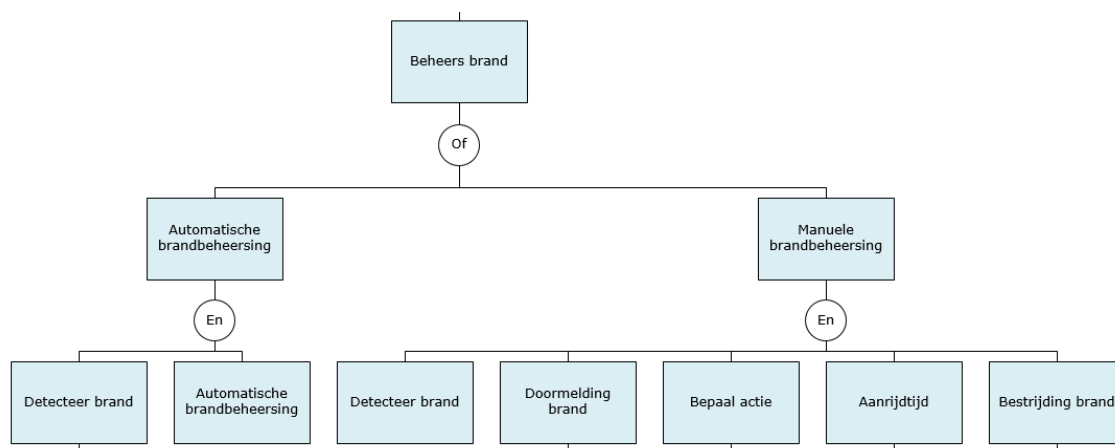 Beheers brand
Of
Automatische
brandbeheersing
Manuele
brandbeheersing
En
En
Detecteer brand
Automatische
brandbeheersing
Detecteer brand
Doormelding
brand
Bepaal actie
Aanrijdtijd
Bestrijding brand